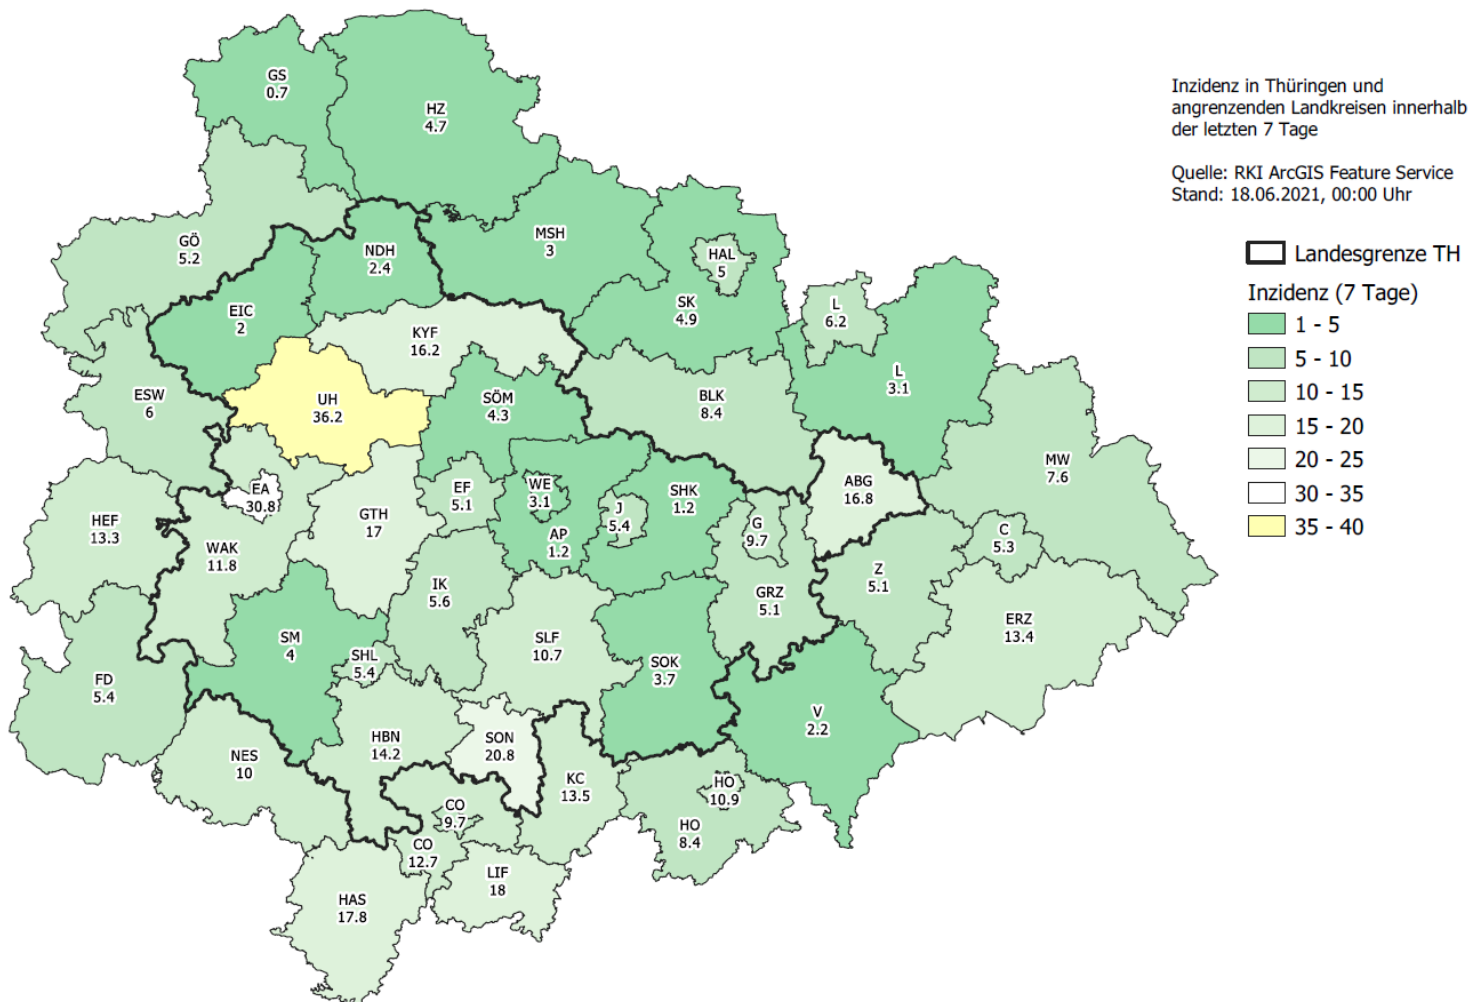 Inzidenz in Thüringen und
angrenzenden Landkreisen innerhalb
der letzten 7 Tage
Quelle: RKI ArcGIS Feature Service
Stand: 18.06.2021, 00:00 Uhr
Landesgrenze TH
Inzidenz (7 Tage)
1 - 5
5 - 10
10 - 15
15 - 20
20 - 25
30 - 35
35 - 40
GS
0.7
HZ
4.7
GÖ
5.2
NDH
2.4
MSH
3
HAL
5
EIC
2
SK
4.9
L
6.2
KYF
16.2
L
3.1
ESW
6
UH
36.2
SÖM
4.3
BLK
8.4
MW
7.6
EA
30.8
EF
5.1
WE
3.1
SHK
1.2
ABG
16.8
HEF
13.3
GTH
17
J
5.4
G
9.7
C
5.3
WAK
11.8
AP
1.2
Z
5.1
IK
5.6
GRZ
5.1
ERZ
13.4
SM
4
SLF
10.7
SHL
5.4
SOK
3.7
FD
5.4
V
2.2
NES
10
HBN
14.2
SON
20.8
KC
13.5
HO
10.9
CO
9.7
HO
8.4
CO
12.7
LIF
18
HAS
17.8